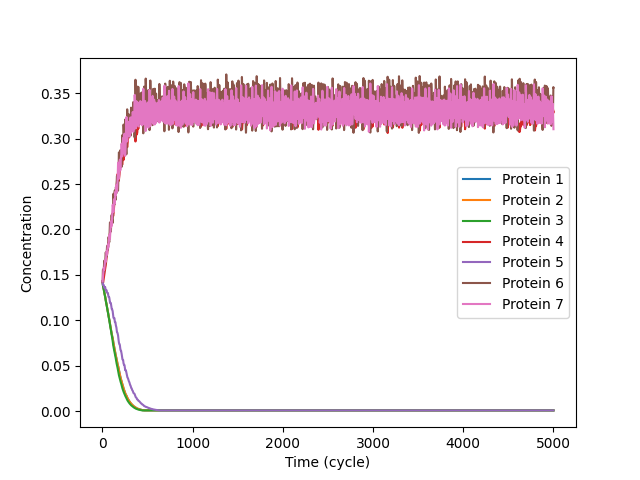 0.35
0.30
0.25
0.20
0.15
0.10
0.05
0.00
Concentration
0 1000 2000 3000 4000 5000
Time (cycle)
Protein 1
Protein 2
Protein 3
Protein 4
Protein 5
Protein 6
Protein 7